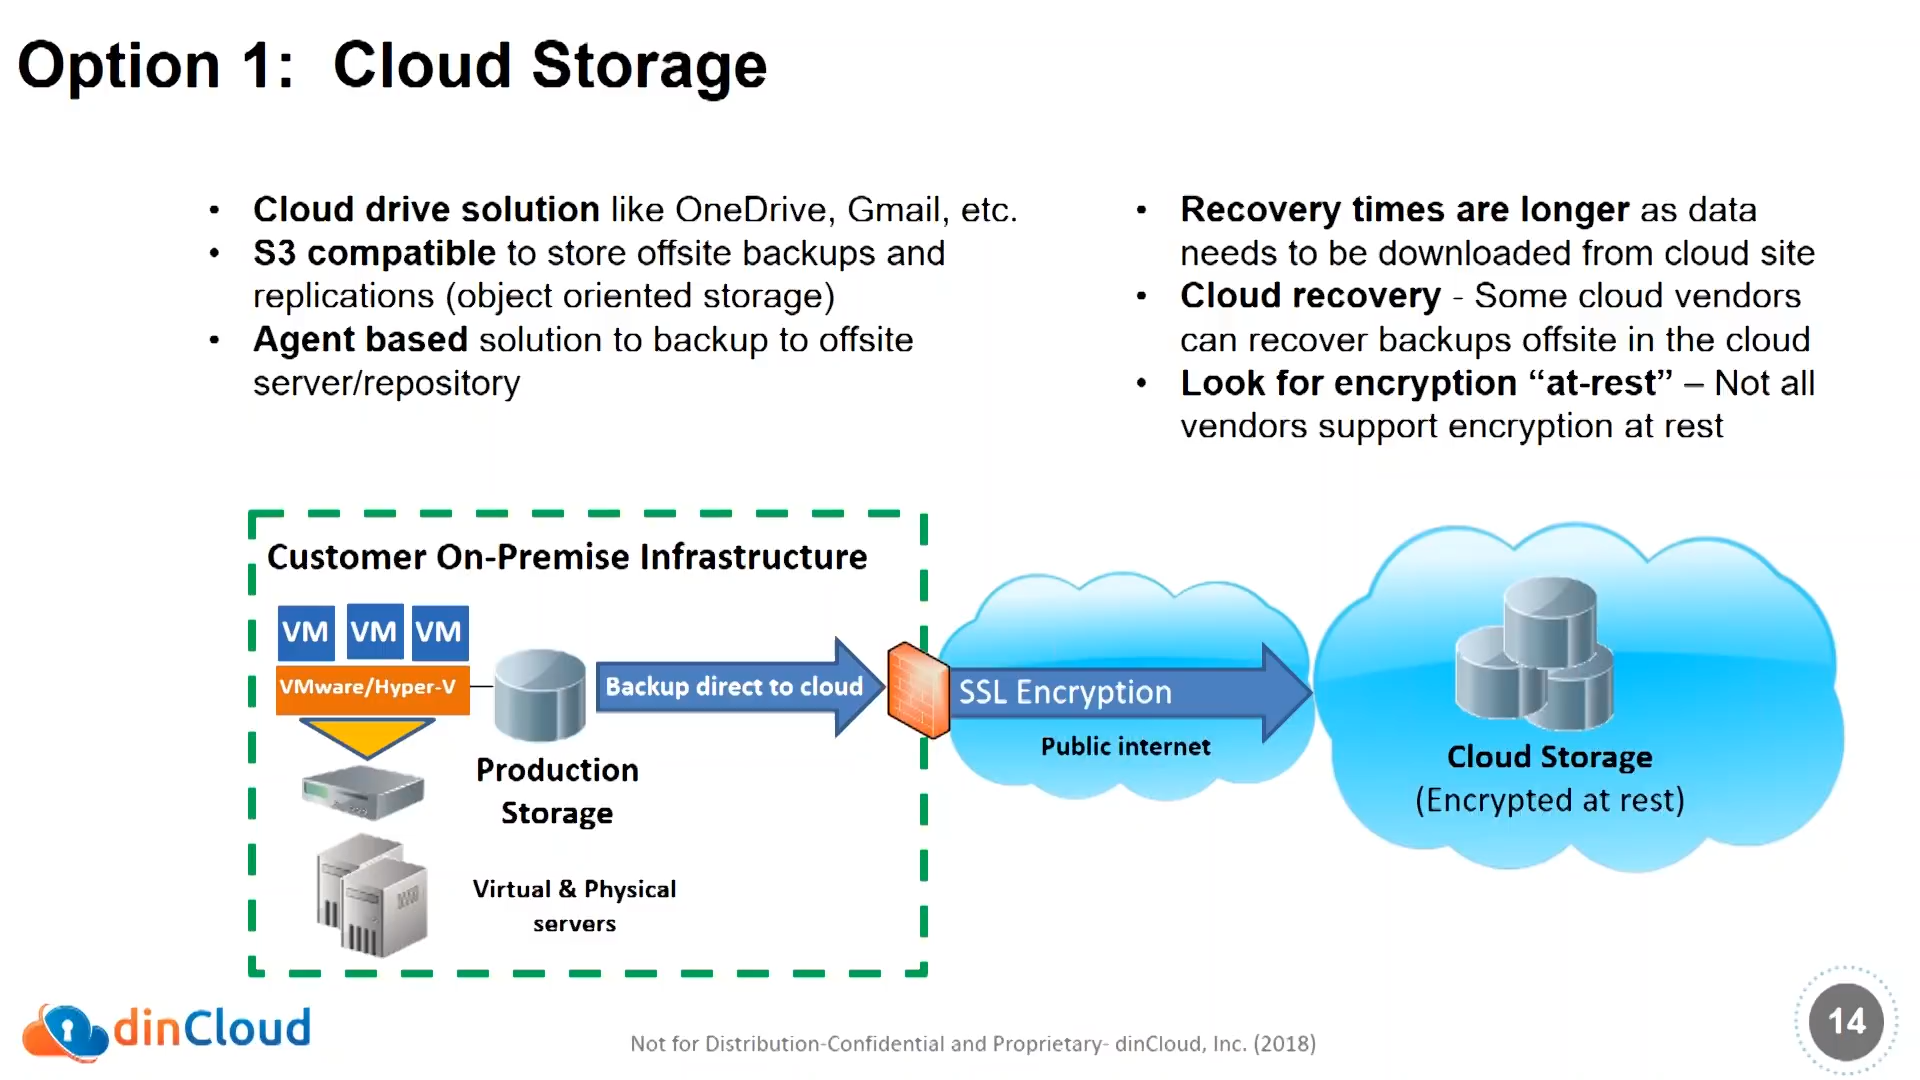 Option 1: Cloud Storage
• Cloud drive solution like OneDrive, Gmail, etc.
• S3 compatible to store offsite backups and
replications (object oriented storage)
• Agent based solution to backup to offsite
server/repository
• Recovery times are longer as data
needs to be downloaded from cloud site
• Cloud recovery - Some cloud vendors
can recover backups offsite in the cloud
• Look for encryption “at-rest” – Not all
vendors support encryption at rest
Customer On-Premise Infrastructure
VM VM VM
VMware/Hyper-V
Backup direct to cloud
SSL Encryption
Public internet
Production
Storage
Virtual & Physical
servers
Cloud Storage
(Encrypted at rest)
dinCloud
Not for Distribution-Confidential and Proprietary- dinCloud, Inc. (2018)
14